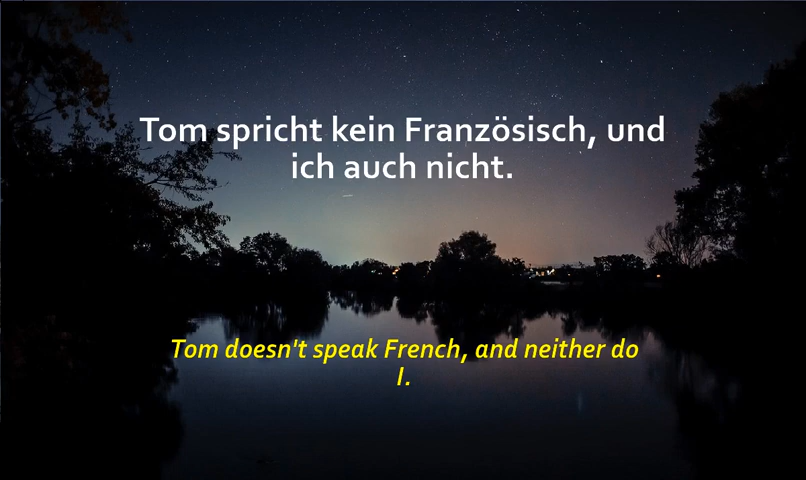 Tom spricht kein Französisch, und
ich auch nicht.
Tom doesn't speak French, and neither do
I.